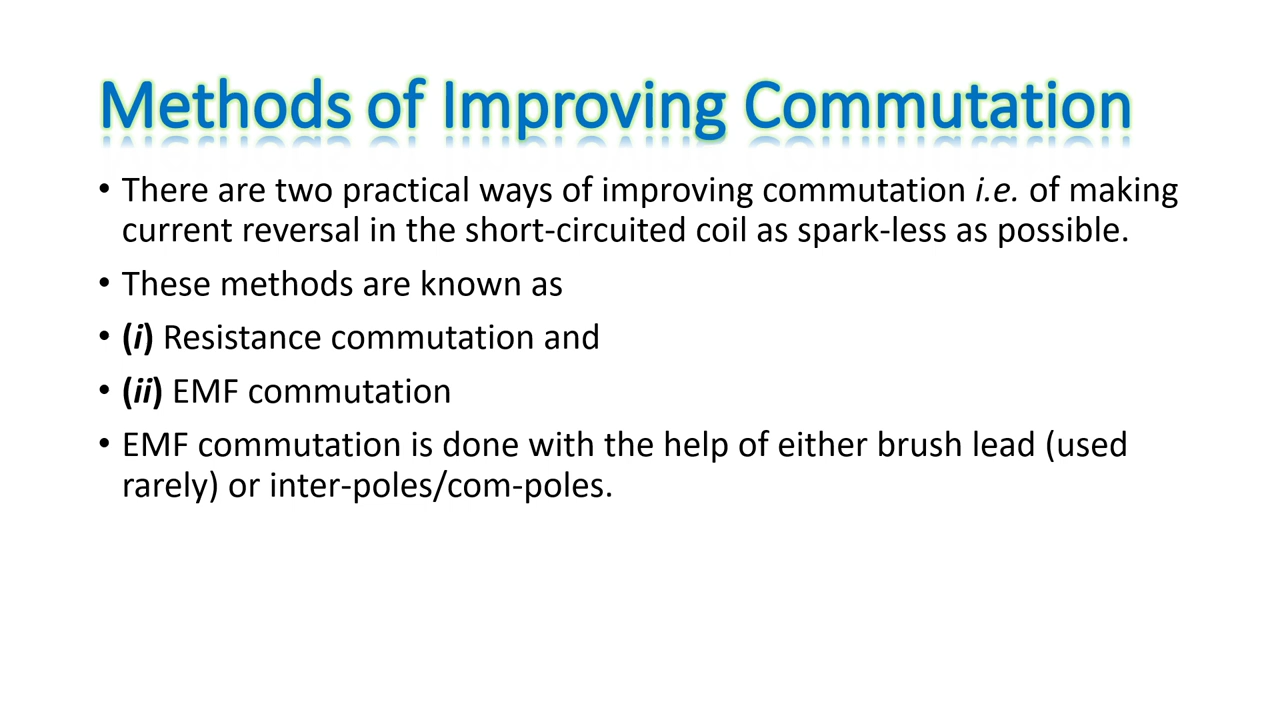 Methods of Improving Commutation
• There are two practical ways of improving commutation i.e. of making
current reversal in the short-circuited coil as spark-less as possible.
• These methods are known as
• (i) Resistance commutation and
• (ii) EMF commutation
• EMF commutation is done with the help of either brush lead (used
rarely) or inter-poles/com-poles.